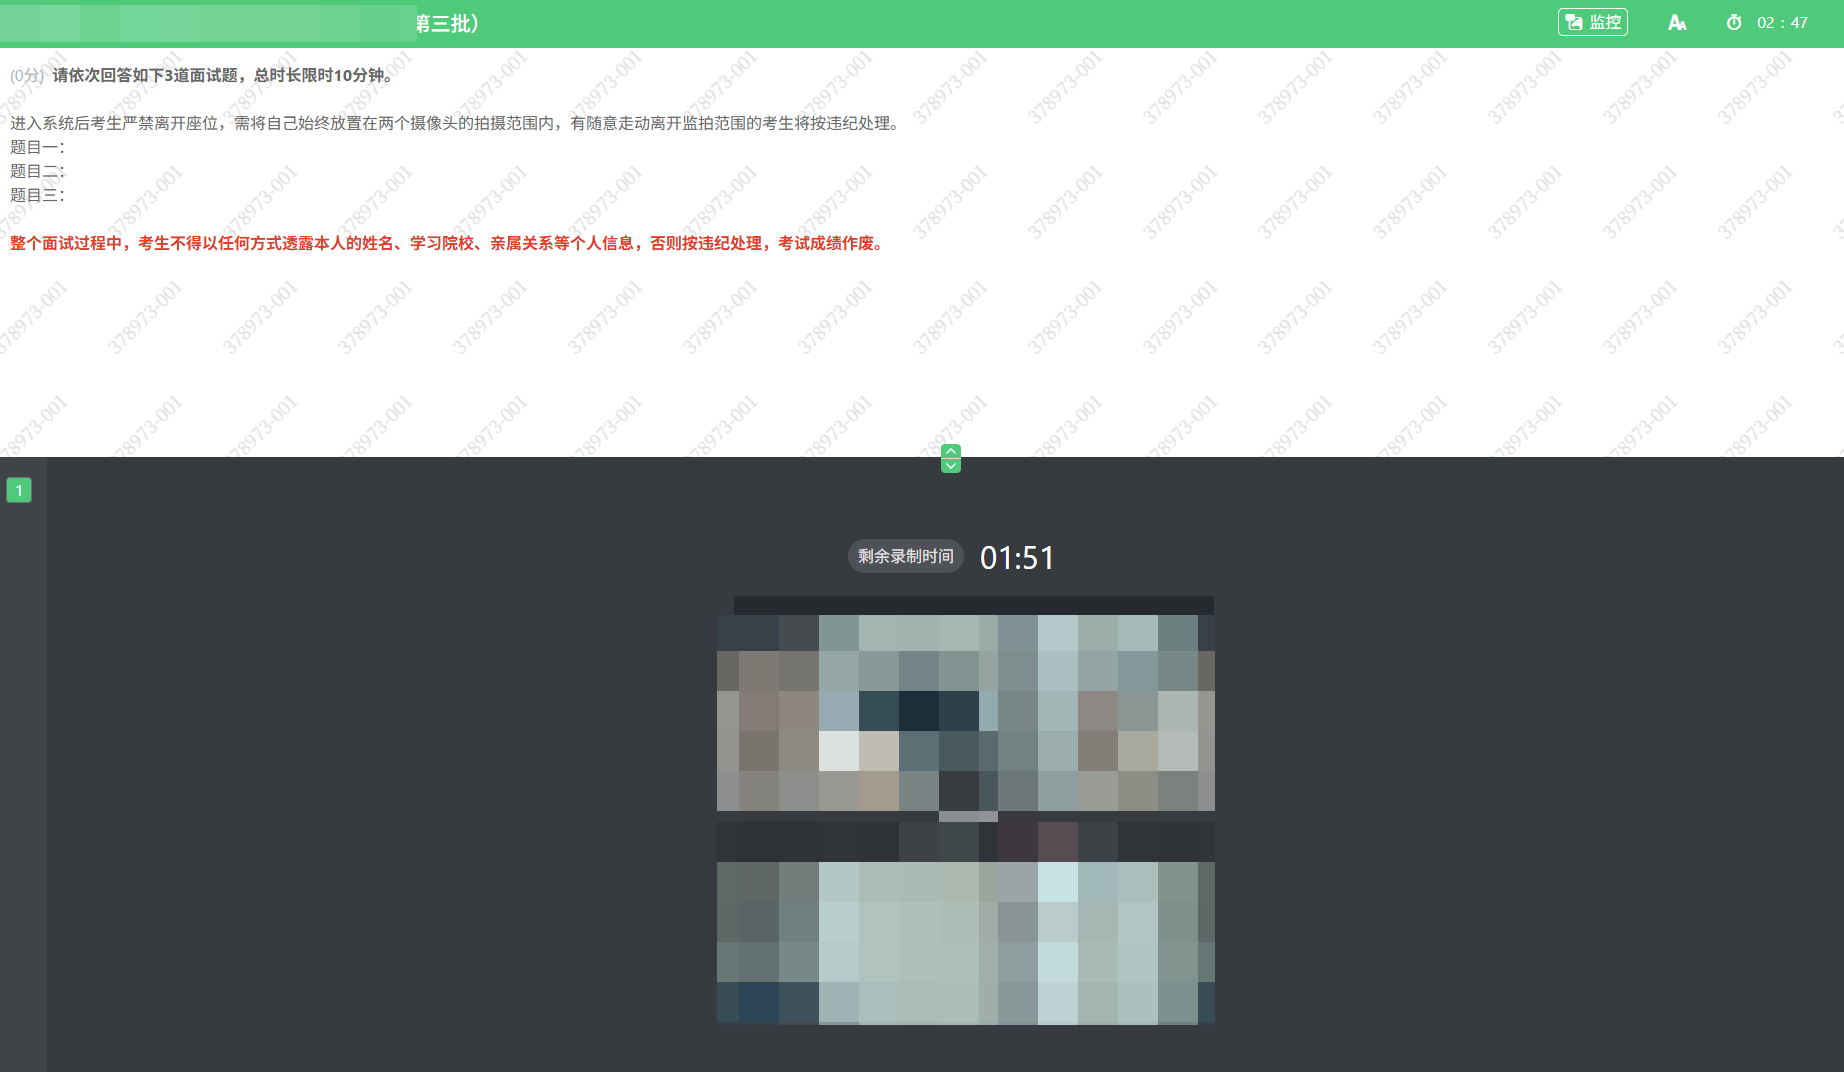 第三批）
监控
02：47
(0分) 请依次回答如下3道面试题，总时长限时10分钟。
进入系统后考生严禁离开座位，需将自己始终放置在两个摄像头的拍摄范围内，有随意走动离开监拍范围的考生将按违纪处理。
题目一：
题目二：
题目三：
整个面试过程中，考生不得以任何方式透露本人的姓名、学习院校、亲属关系等个人信息，否则按违纪处理，考试成绩作废。
378973-001
1
剩余录制时间 01:51